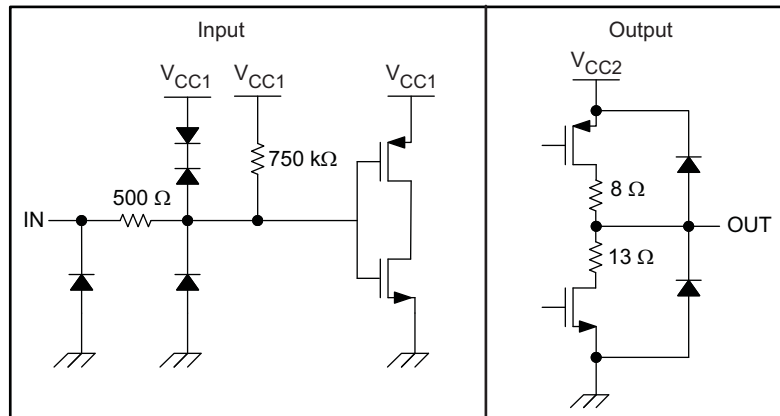 Input
Output
VCC1
VCC1
VCC1
VCC2
750 kΩ
500 Ω
IN
8 Ω
OUT
13 Ω